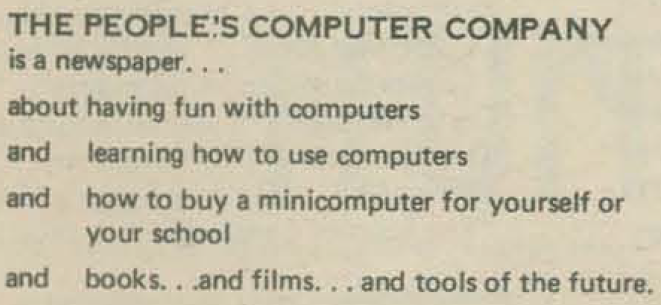 THE PEOPLE'S COMPUTER COMPANY
is a newspaper. . .
about having fun with computers
and learning how to use computers
and how to buy a minicomputer for yourself or
your school
and books. . .and films. . . and tools of the future.